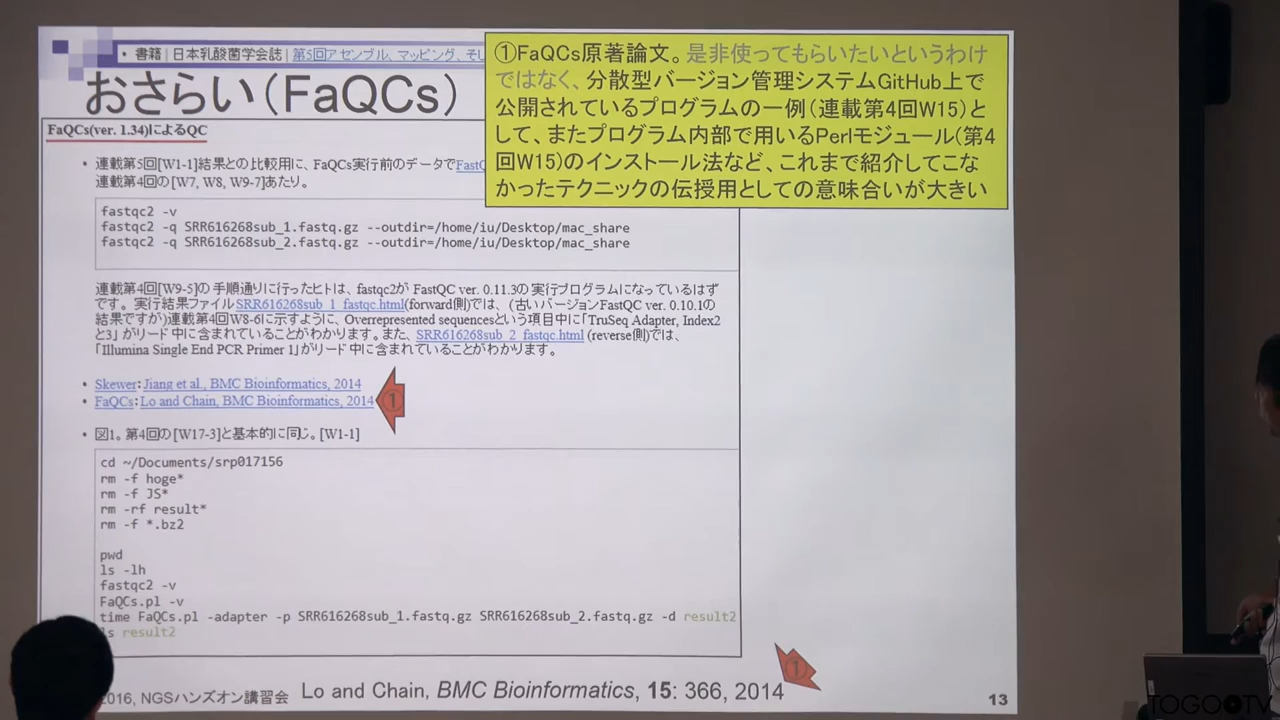 • 書籍 | 日本乳酸菌学会誌 | 第5回アセンブル、マッピング、そし
おさらい（FaQCs）
①FaQCs原著論文。是非使ってもらいたいというわけ
ではなく、分散型バージョン管理システムGitHub上で
公開されているプログラムの一例（連載第4回W15）と
して、またプログラム内部で用いるPerlモジュール（第4
回W15）のインストール法など、これまで紹介してこな
かったテクニックの伝授用としての意味合いが大きい
FaQCs(ver. 1.34)によるQC
• 連載第5回[W1-1]結果との比較用に、FaQCs実行前のデータでFastQ
連載第4回の[W7, W8, W9-7]あたり。
fastqc2 -v
fastqc2 -q SRR616268sub_1.fastq.gz --outdir=/home/iu/Desktop/mac_share
fastqc2 -q SRR616268sub_2.fastq.gz --outdir=/home/iu/Desktop/mac_share
連載第4回[W9-5]の 手順通りに行ったヒトは、fastqc2が FastQC ver. 0.11.3の 実行プログラムになっているはず
です。 実行結果ファイルSRR616268sub_1_fastqc.html(forward側)では、 (古いバージョンFastQC ver. 0.10.1の
結果ですが)連載第4回W8-6に示すように、Overrepresented sequencesという項目中に「TruSeq Adapter, Index2
と3」がリード中に含まれていることがわかります。また、 SRR616268sub_2_fastqc.html (reverse側)では、
「Illumina Single End PCR Primer 1」がリード中に含まれていることがわかります。
• Skewer：Jiang et al., BMC Bioinformatics, 2014
• FaQCs：Lo and Chain, BMC Bioinformatics, 2014
①
• 図1。第4回の[W17-3]と基本的に同じ。[W1-1]
cd ~/Documents/srp017156
rm -f hoge*
rm -f JS*
rm -rf result*
rm -f *.bz2
pwd
ls -lh
fastqc2 -v
FaQCs.pl -v
time FaQCs.pl -adapter -p SRR616268sub_1.fastq.gz SRR616268sub_2.fastq.gz -d result2
ls result2
①
2016, NGSハンズオン講習会
Lo and Chain, BMC Bioinformatics, 15: 366, 2014
13
TOGOTV